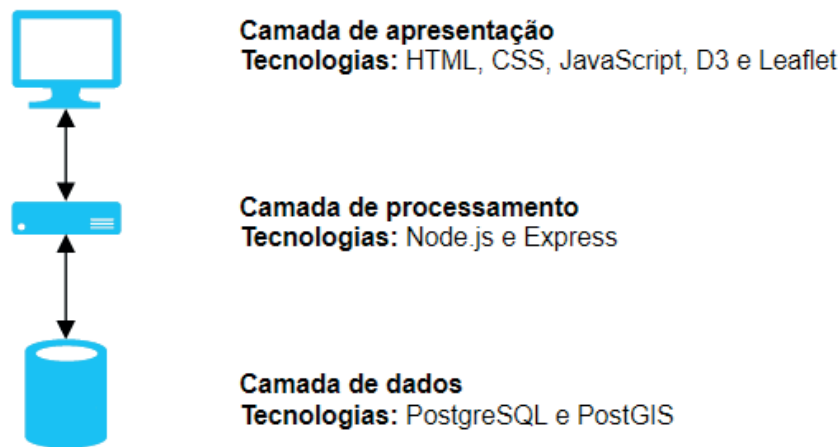 Camada de apresentação
Tecnologias: HTML, CSS, JavaScript, D3 e Leaflet
Camada de processamento
Tecnologias: Node.js e Express
Camada de dados
Tecnologias: PostgreSQL e PostGIS